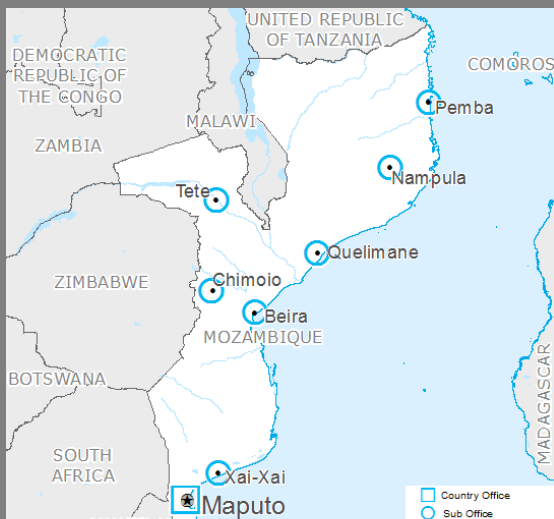 UNITED REPUBLIC
OF TANZANIA
DEMOCRATIC
REPUBLIC OF
THE CONGO
COMOROS
Pemba
MALAWI
ZAMBIA
Nampula
Tete
Quelimane
ZIMBABWE
Chimoio
Beira
MOZAMBIQUE
BOTSWANA
MADAGASCAR
SOUTH
AFRICA
Xai-Xai
Maputo
Country Office
Sub Office